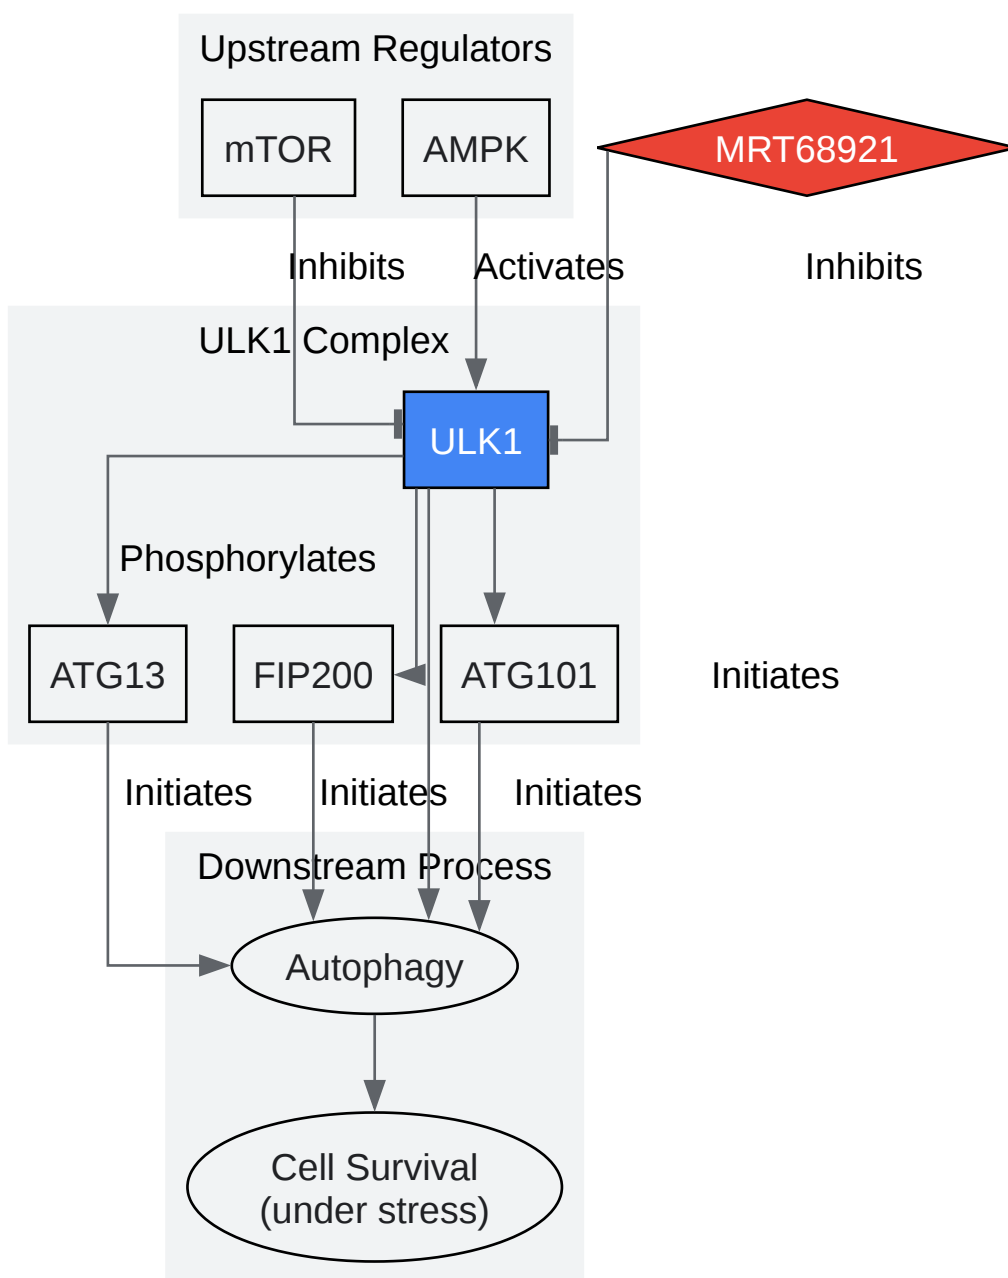 Upstream Regulators
mTOR
AMPK
MRT68921
Inhibits
Activates
Inhibits
ULK1 Complex
ULK1
Phosphorylates
ATG13
FIP200
ATG101
Initiates
Initiates
Initiates
Initiates
Downstream Process
Autophagy
Cell Survival
(under stress)